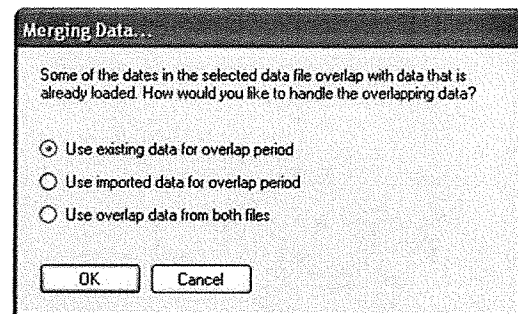 Merging Data...
Some of the dates in the selected data file overlap with data that is
already loaded. How would you like to handle the overlapping data?
Use existing data for overlap period
Use imported data for overlap period
Use overlap data from both files
OK Cancel